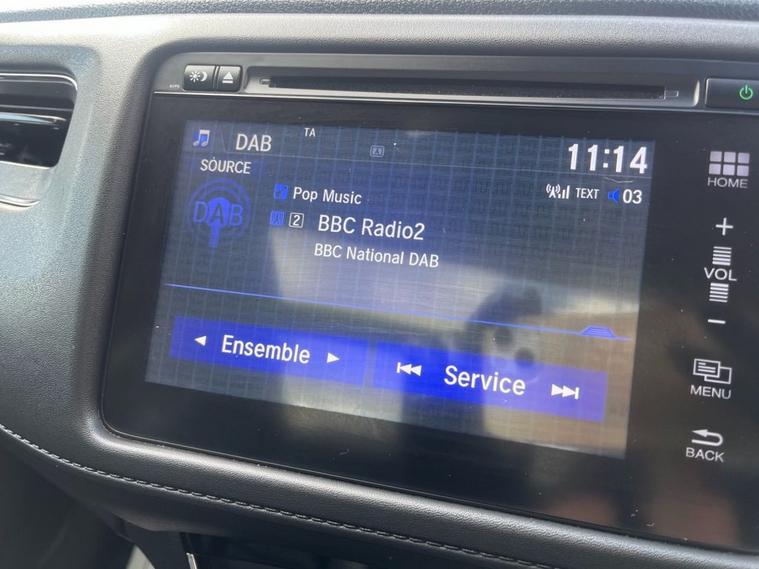 DAB
TA
11:14
SOURCE
DAB
TEXT 03
Pop Music
2 BBC Radio2
BBC National DAB
Ensemble
Service
HOME
+
VOL
−
MENU
BACK